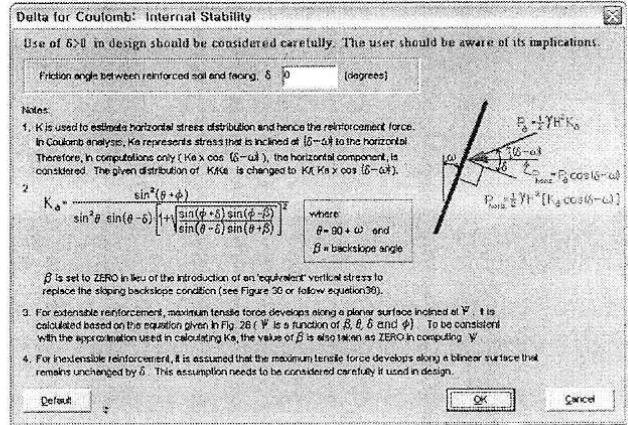 Delta for Coulomb: Internal Stability
Use of δ>0 in design should be considered carefully. The user should be aware of its implications.
Friction angle between reinforced soil and facing, δ 0 (degrees)
Notes:
1. K is used to estimate horizontal stress distribution and hence the reinforcement force.
In Coulomb analysis, Ka represents stress that is inclined at (δ-ω) to the horizontal
Therefore, in computations only (Ka x cos (δ-ω)), the horizontal component, is
considered. The given distribution of K/Ka is changed to K/(Ka x cos (δ-ω)).
2
Ka = sin²(θ+φ) / sin²θ sin(θ-δ) [1+√(sin(φ+δ) sin(φ-β) / sin(θ-δ) sin(θ+β))]²
where:
θ= 90 + ω and
β = backslope angle
β is set to ZERO in lieu of the introduction of an 'equivalent' vertical stress to
replace the sloping backslope condition (see Figure 30 or follow equation 30).
3. For extensible reinforcement, maximum tensile force develops along a planar surface inclined at Ψ. It is
calculated based on the equation given in Fig. 28 (Ψ is a function of β, θ, δ and φ). To be consistent
with the approximation used in calculating Ka, the value of β is also taken as ZERO in computing Ψ
4. For inextensible reinforcement, it is assumed that the maximum tensile force develops along a bilinear surface that
remains unchanged by δ. This assumption needs to be considered carefully if used in design.
ω
Pa=½γH²Ka
(δ-ω)
Phoriz=Pa cos(δ-ω)
Phoriz=½γH²[Ka cos(δ-ω)]
Default
OK
Cancel